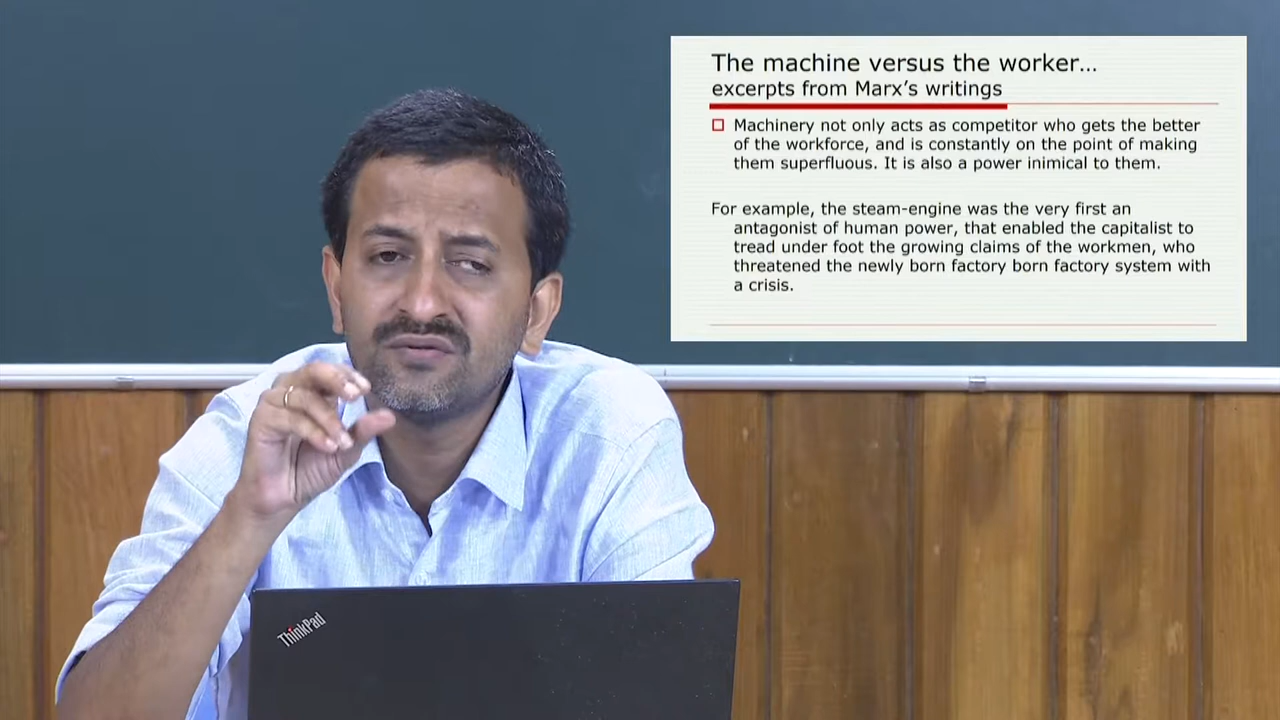 The machine versus the worker...
excerpts from Marx's writings
Machinery not only acts as competitor who gets the better
of the workforce, and is constantly on the point of making
them superfluous. It is also a power inimical to them.
For example, the steam-engine was the very first an
antagonist of human power, that enabled the capitalist to
tread under foot the growing claims of the workmen, who
threatened the newly born factory born factory system with
a crisis.
ThinkPad